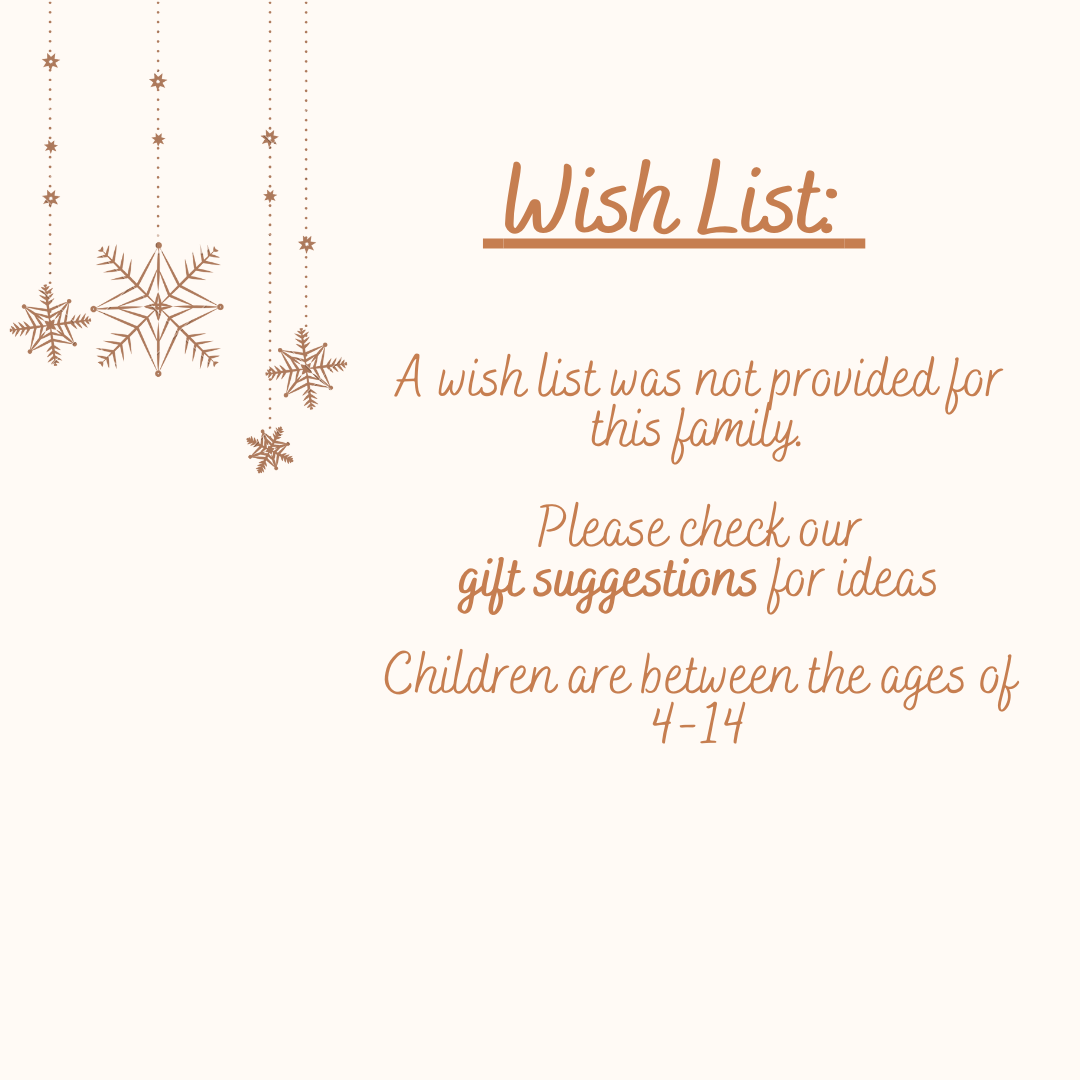 Wish List:
A wish list was not provided for
this family.
Please check our
gift suggestions for ideas
Children are between the ages of
4-14